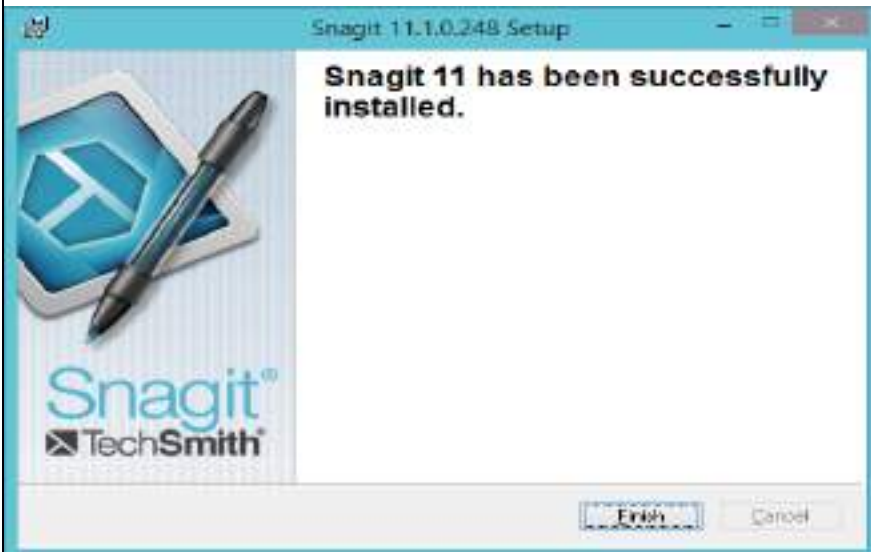 Snagit 11.1.0.248 Setup
Snagit 11 has been successfully
installed.
Snagit®
TechSmith®
Finish
Cancel